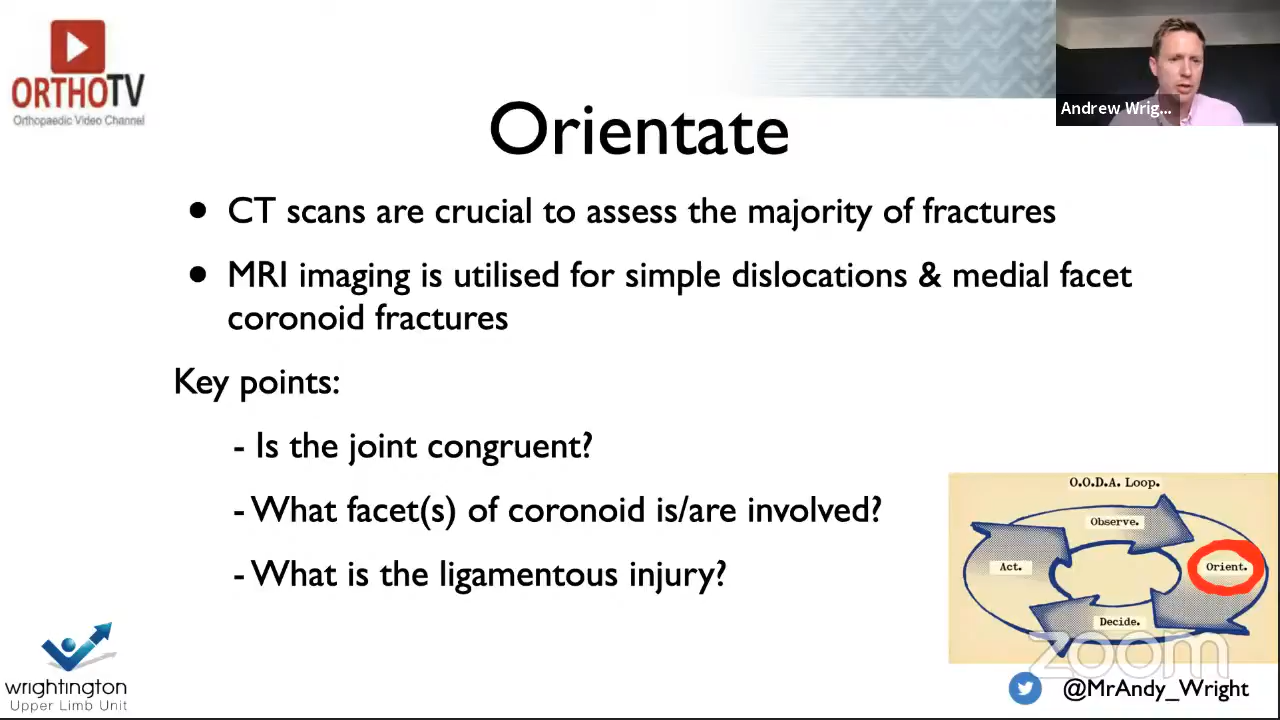 ORTHOTV
Orthopaedic Video Channel
Andrew Wrig...
Orientate
• CT scans are crucial to assess the majority of fractures
• MRI imaging is utilised for simple dislocations & medial facet
coronoid fractures
Key points:
- Is the joint congruent?
- What facet(s) of coronoid is/are involved?
- What is the ligamentous injury?
O.O.D.A. Loop.
Observe.
Orient.
Act.
Decide.
zoom
wrightington
Upper Limb Unit
@MrAndy_Wright